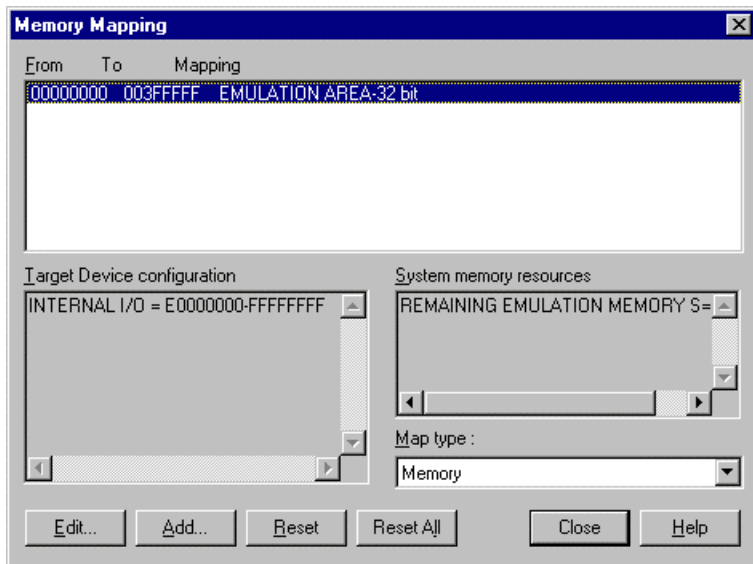 Memory Mapping
From To Mapping
00000000 003FFFFF EMULATION AREA-32 bit
Target Device configuration
INTERNAL I/O = E0000000-FFFFFFFF
System memory resources
REMAINING EMULATION MEMORY S=
Map type :
Memory
Edit... Add... Reset Reset All Close Help